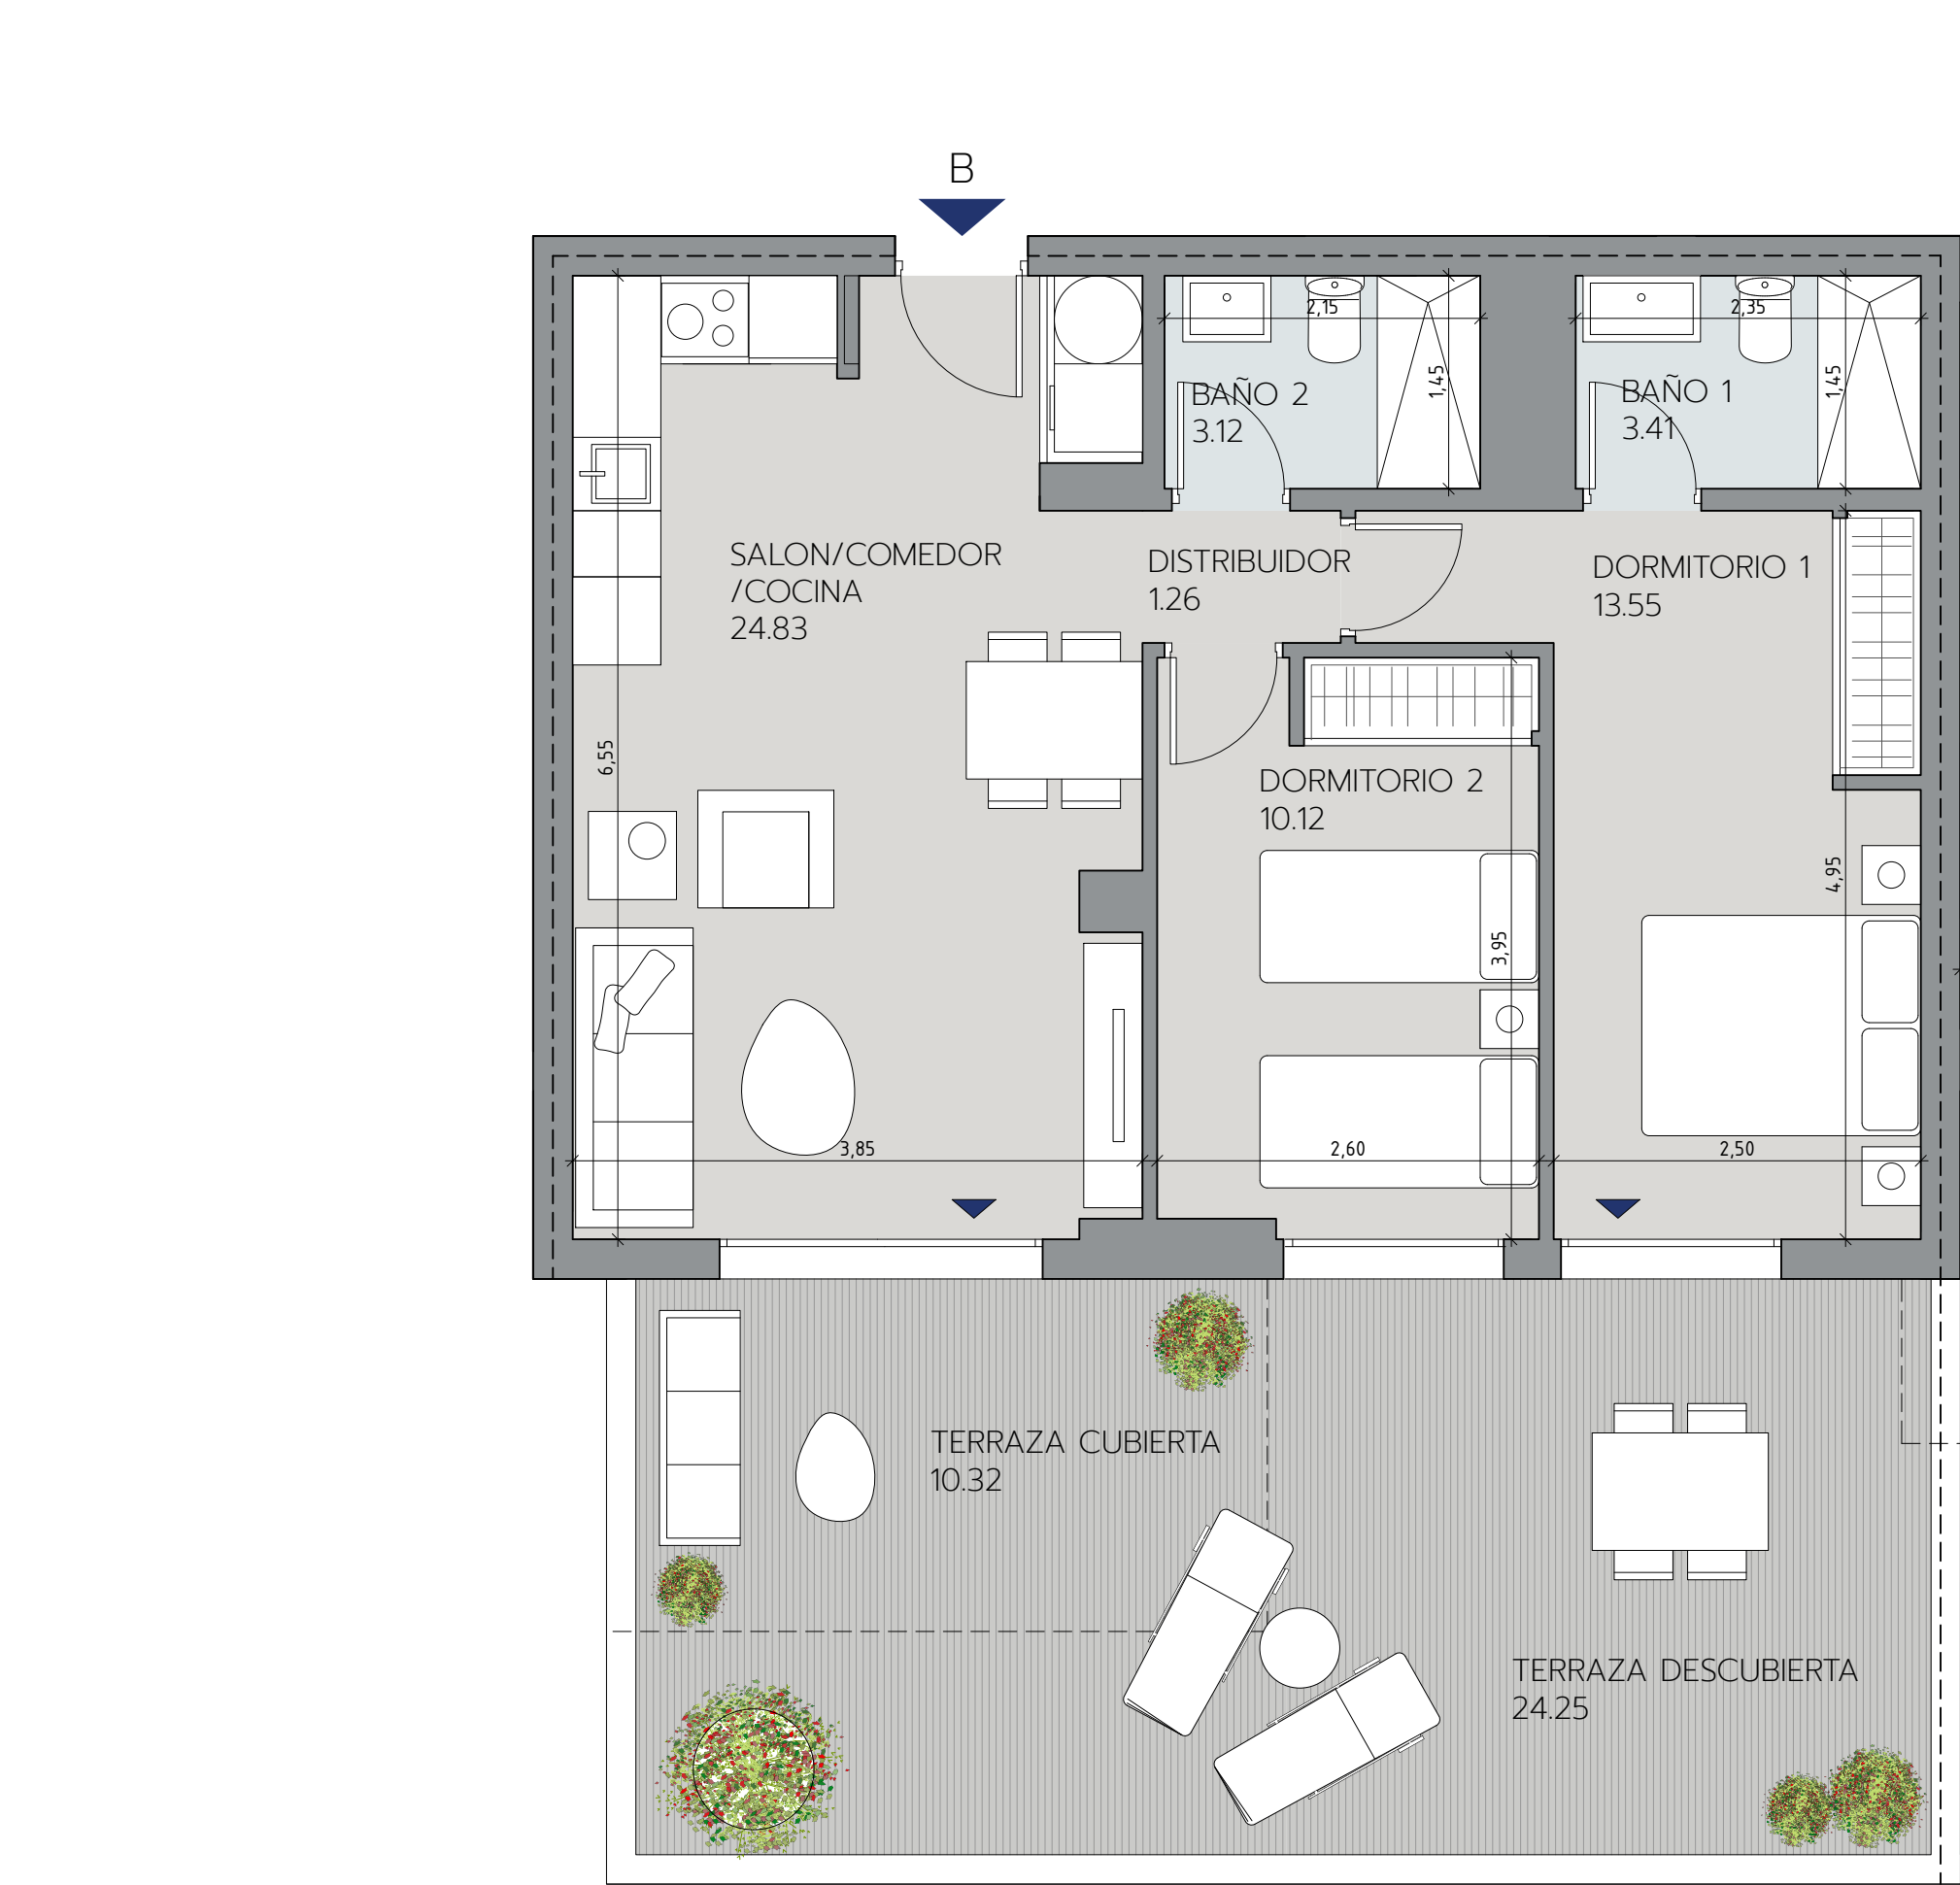 B
2,15
2,35
1,45
1,45
BAÑO 2
3.12
BAÑO 1
3.41
SALON/COMEDOR
/COCINA
24.83
DISTRIBUIDOR
1.26
DORMITORIO 1
13.55
6,55
DORMITORIO 2
10.12
4,95
3,95
3,85
2,60
2,50
TERRAZA CUBIERTA
10.32
TERRAZA DESCUBIERTA
24.25